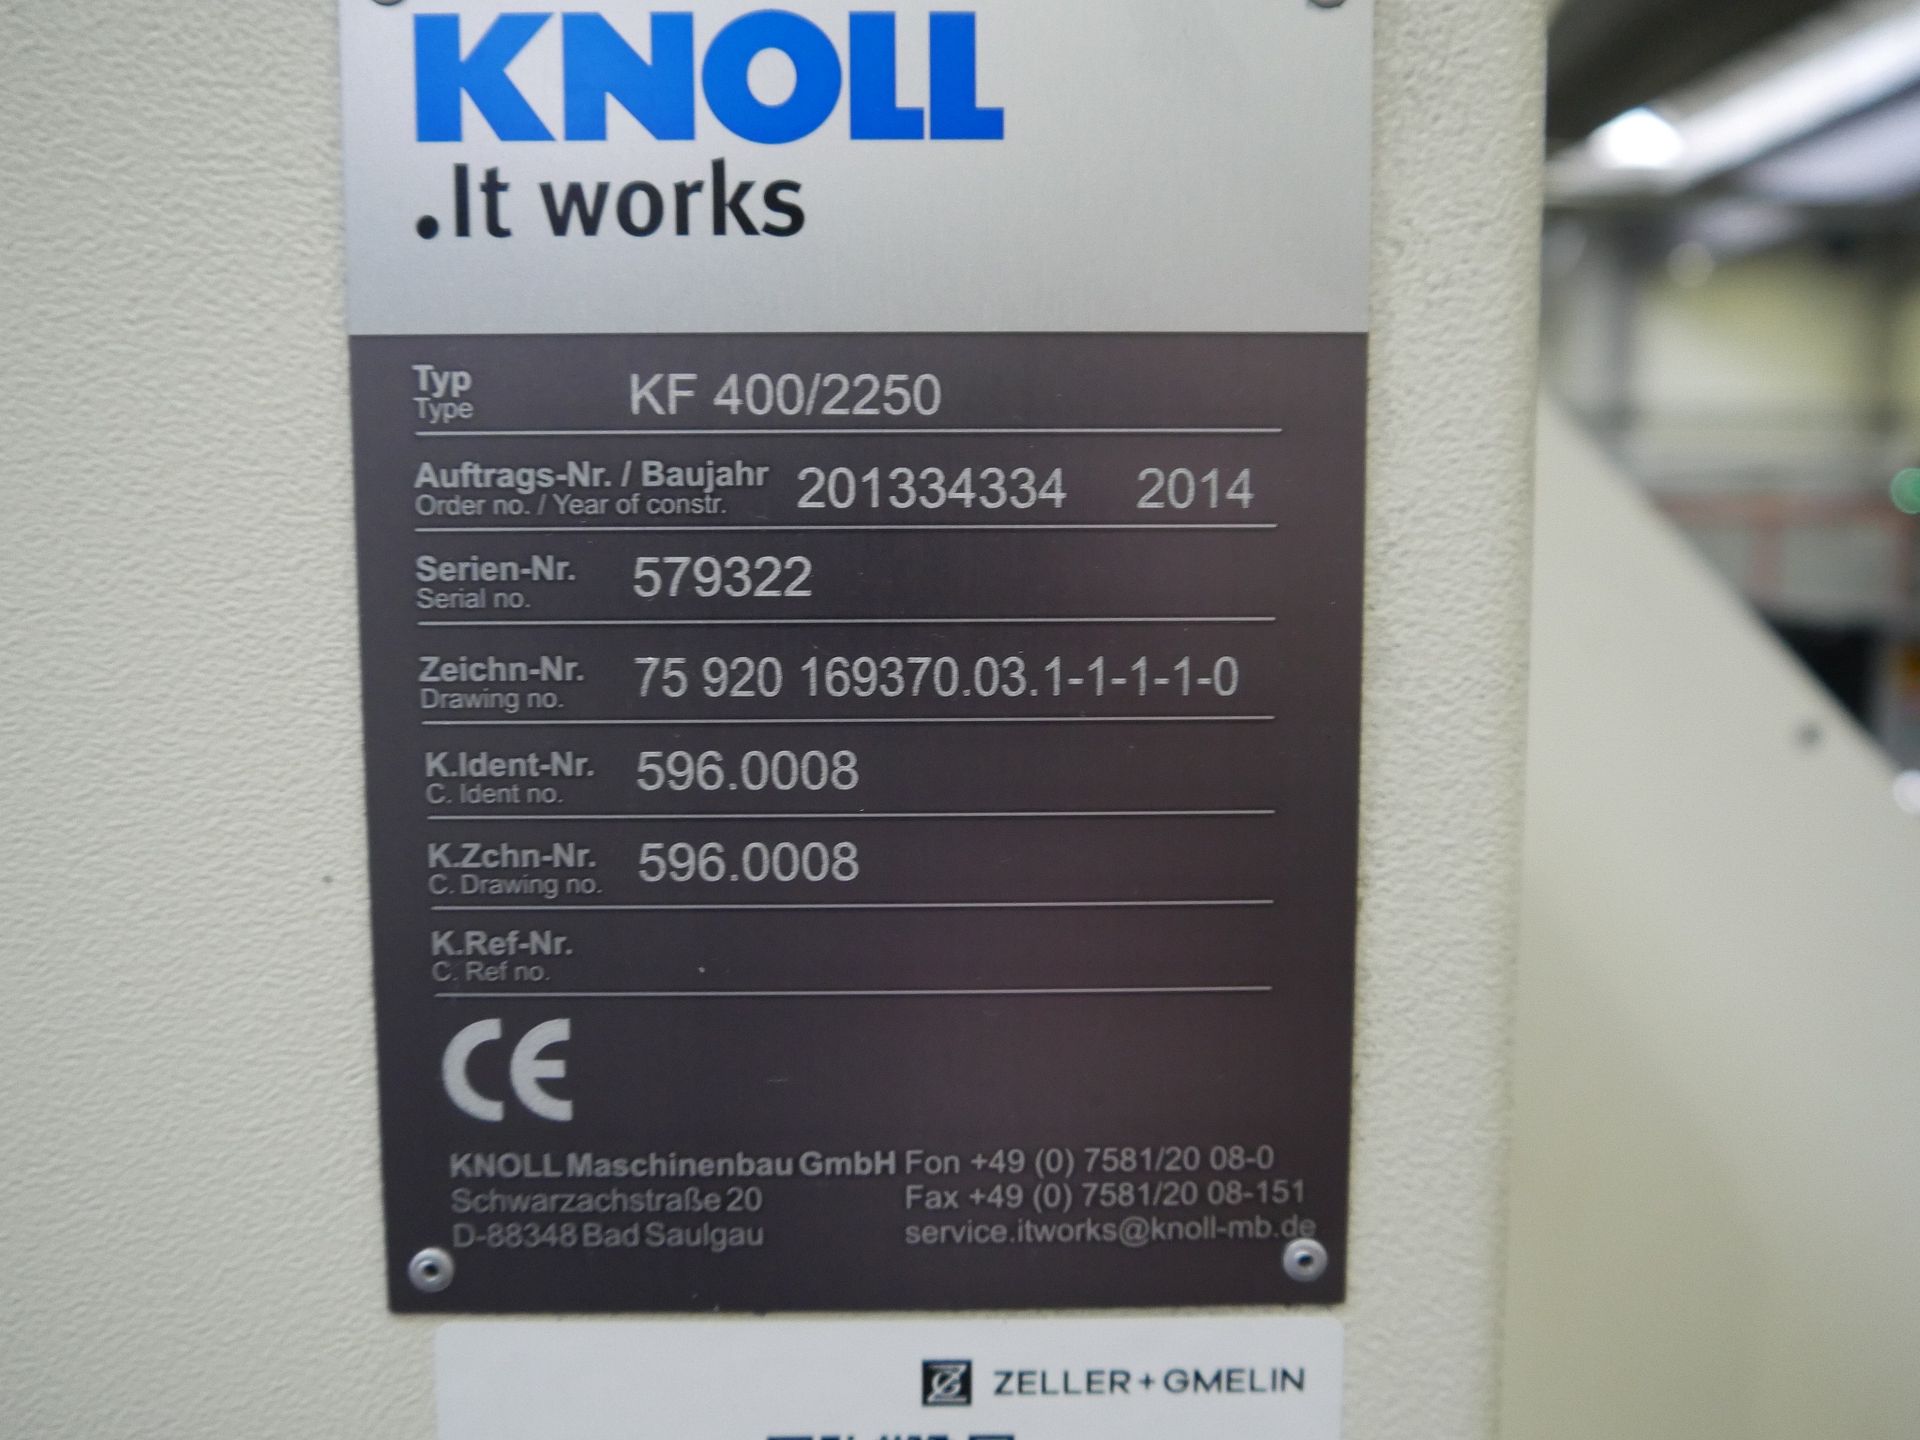 KNOLL
.It works
Typ KF 400/2250
Type
Auftrags-Nr. / Baujahr 201334334 2014
Order no. / Year of constr.
Serien-Nr. 579322
Serial no.
Zeichn-Nr. 75 920 169370.03.1-1-1-1-0
Drawing no.
K.Ident-Nr. 596.0008
C. Ident no.
K.Zchn-Nr. 596.0008
C. Drawing no.
K.Ref-Nr.
C. Ref no.
CE
KNOLL Maschinenbau GmbH Fon +49 (0) 7581/20 08-0
Schwarzachstraße 20 Fax +49 (0) 7581/20 08-151
D-88348 Bad Saulgau service.itworks@knoll-mb.de
ZELLER+GMELIN